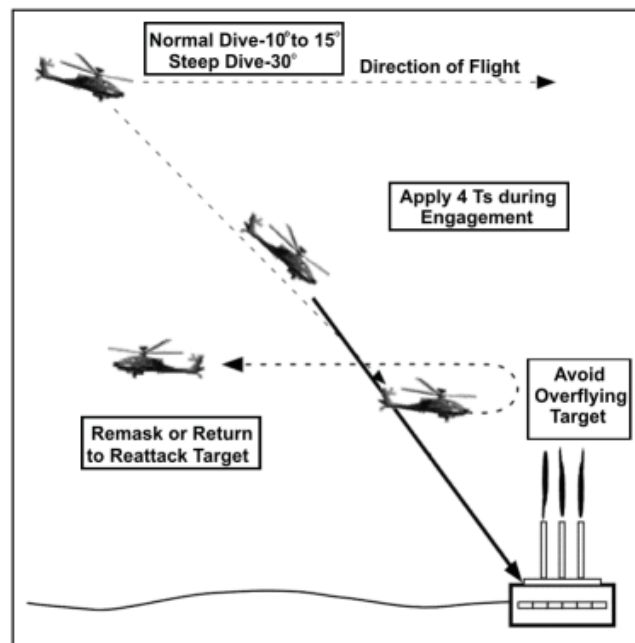 Normal Dive-10° to 15°
Steep Dive-30°
Direction of Flight
Apply 4 Ts during
Engagement
Avoid
Overflying
Target
Remask or Return
to Reattack Target